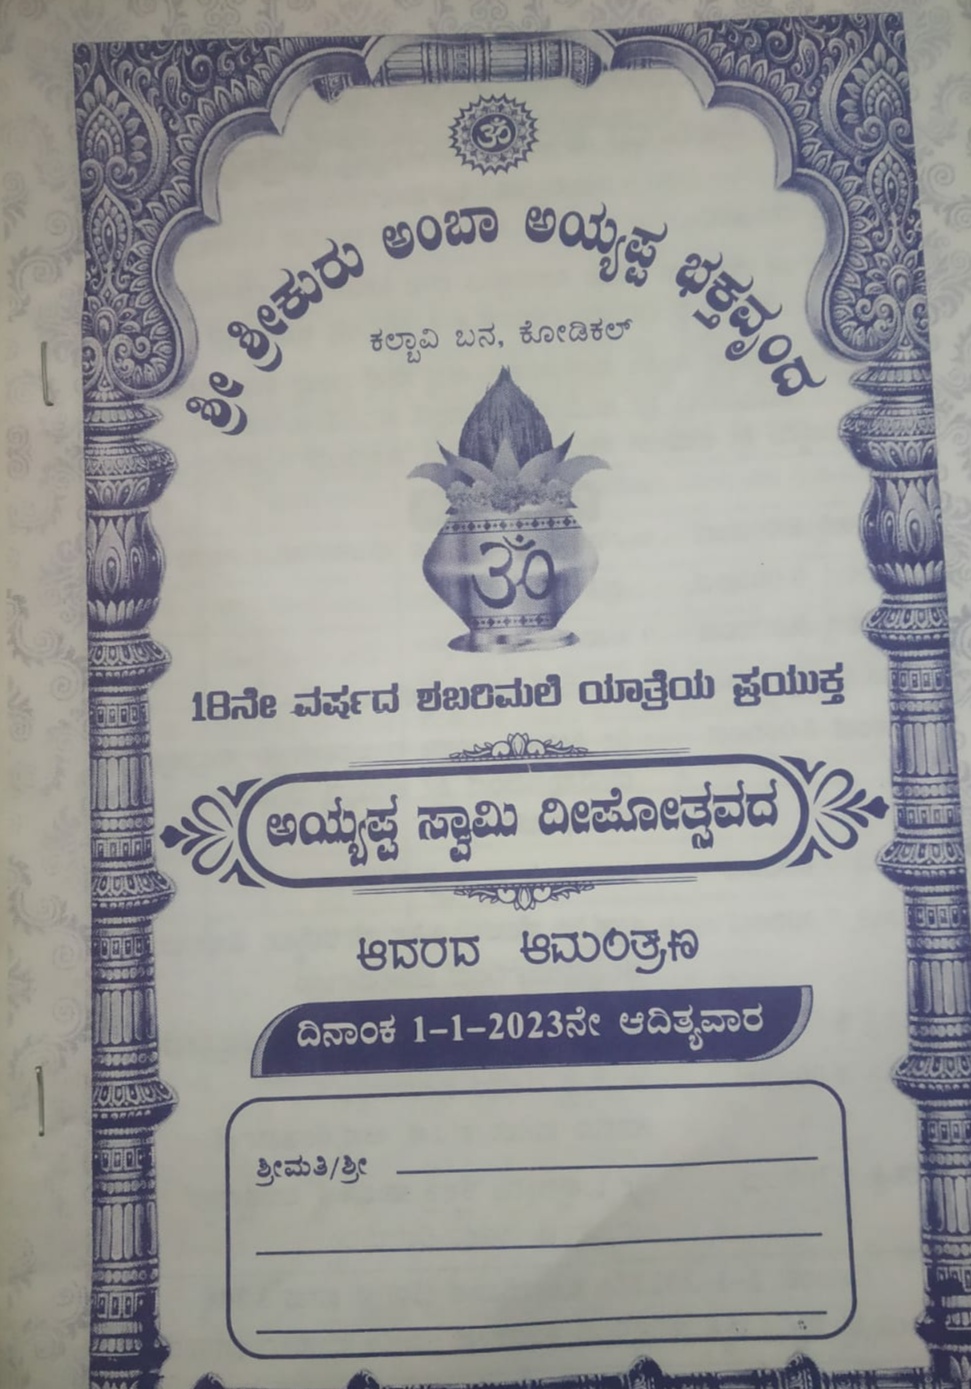 ॐ
ಶ್ರೀ ಶ್ರೀಕುರು ಅಂಬಾ ಅಯ್ಯಪ್ಪ ಭಕ್ತವೃಂದ
ಕಲ್ಬಾವಿ ಬನ, ಕೋಡಿಕಲ್
ॐ
18ನೇ ವರ್ಷದ ಶಬರಿಮಲೆ ಯಾತ್ರೆಯ ಪ್ರಯುಕ್ತ
ಅಯ್ಯಪ್ಪ ಸ್ವಾಮಿ ದೀಪೋತ್ಸವದ
ಆದರದ ಆಮಂತ್ರಣ
ದಿನಾಂಕ 1-1-2023ನೇ ಆದಿತ್ಯವಾರ
ಶ್ರೀಮತಿ/ಶ್ರೀ